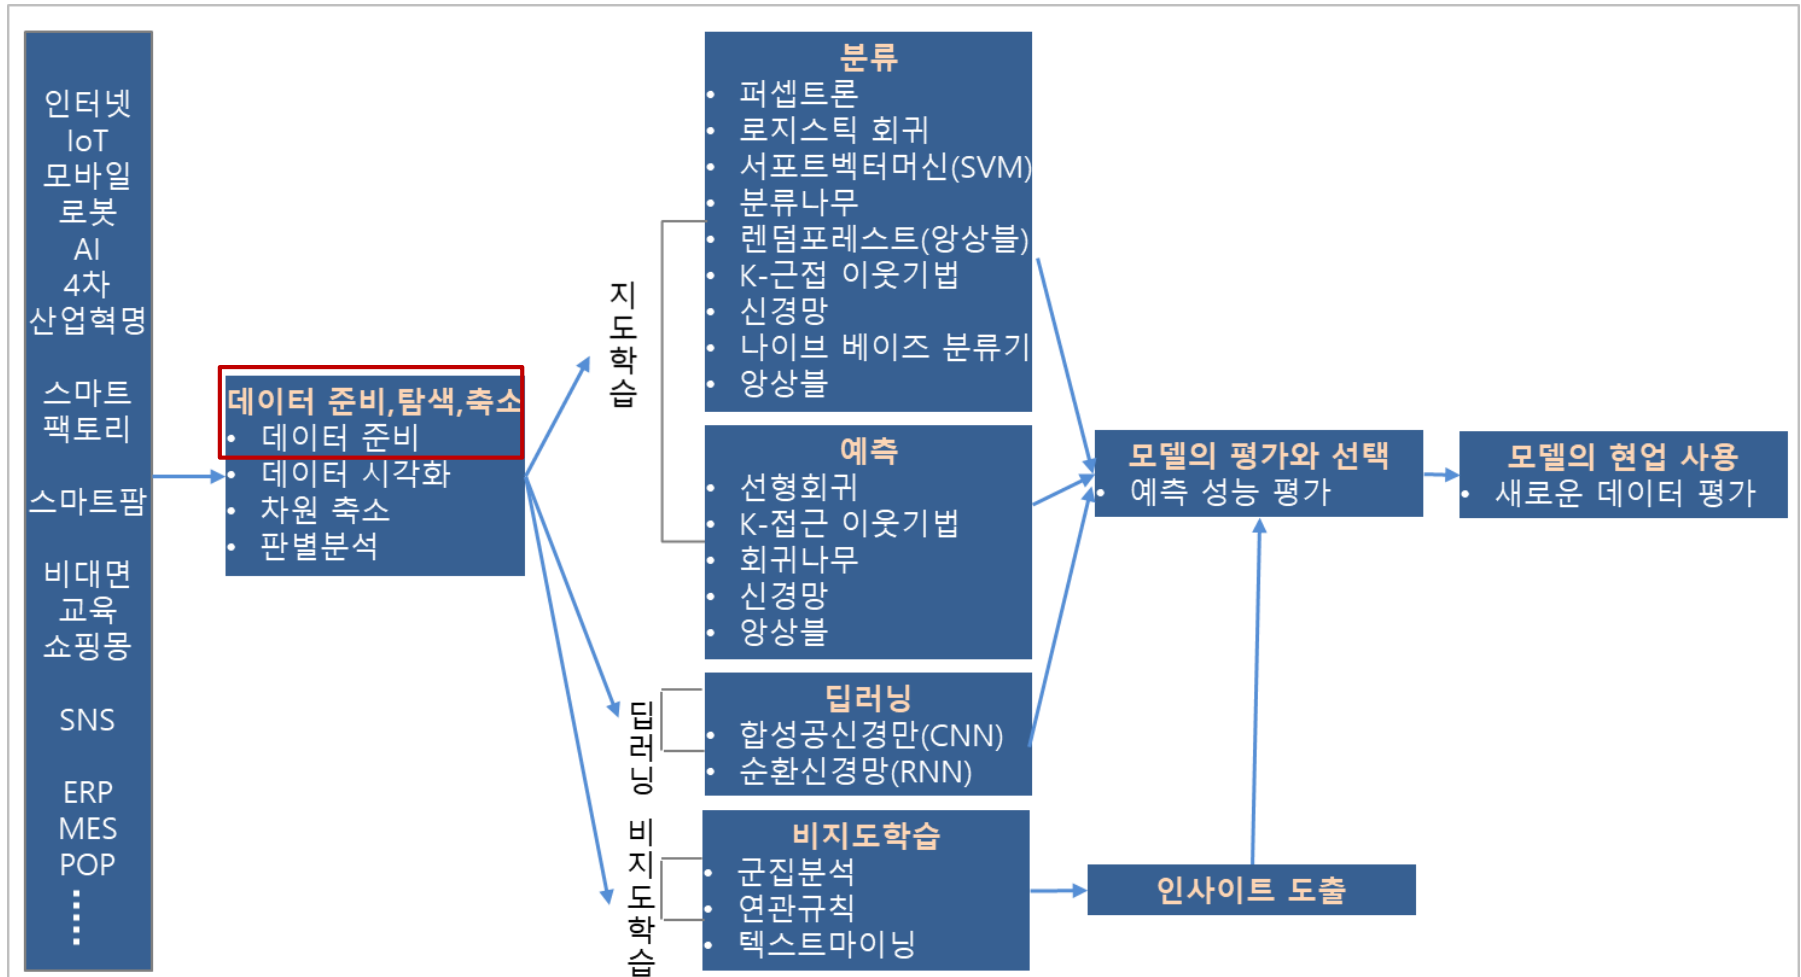 인터넷
IoT
모바일
로봇
AI
4차
산업혁명
스마트
팩토리
스마트팜
비대면
교육
쇼핑몽
SNS
ERP
MES
POP
데이터 준비,탐색,축소
• 데이터 준비
• 데이터 시각화
• 차원 축소
• 판별분석
지도학습
분류
• 퍼셉트론
• 로지스틱 회귀
• 서포트벡터머신(SVM)
• 분류나무
• 렌덤포레스트(앙상블)
• K-근접 이웃기법
• 신경망
• 나이브 베이즈 분류기
• 앙상블
예측
• 선형회귀
• K-접근 이웃기법
• 회귀나무
• 신경망
• 앙상블
딥러닝
딥러닝
• 합성공신경만(CNN)
• 순환신경망(RNN)
비지도학습
비지도학습
• 군집분석
• 연관규칙
• 텍스트마이닝
모델의 평가와 선택
• 예측 성능 평가
인사이트 도출
모델의 현업 사용
• 새로운 데이터 평가